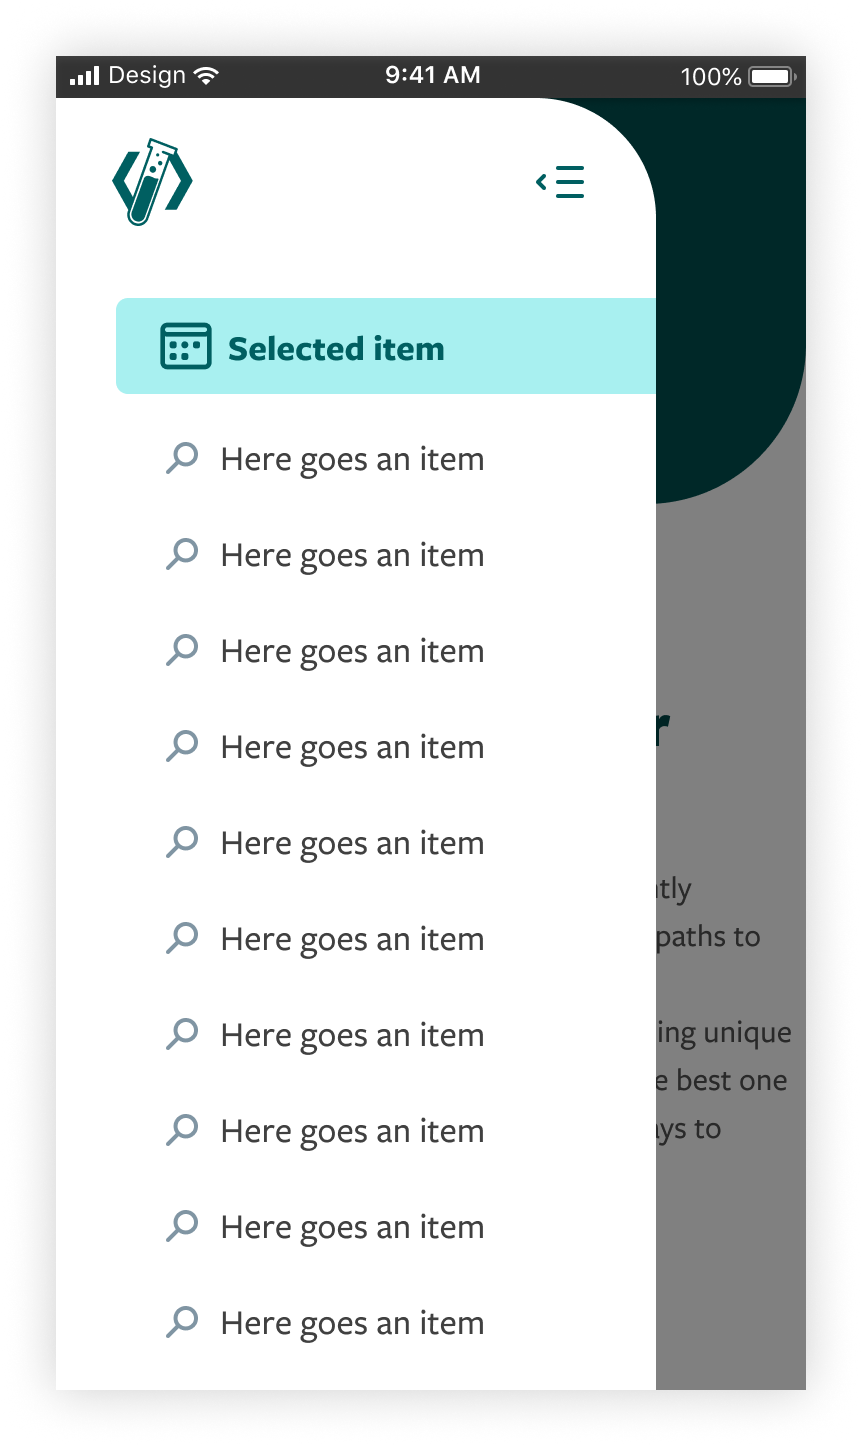 Design
9:41 AM
100%
Selected item
Here goes an item
Here goes an item
Here goes an item
Here goes an item
r
Here goes an item
tly
Here goes an item
paths to
Here goes an item
ing unique
e best one
Here goes an item
ys to
Here goes an item
Here goes an item